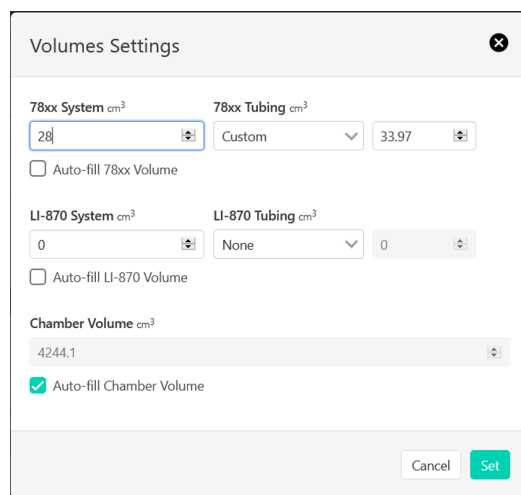 Volumes Settings
78xx System cm³ 78xx Tubing cm³
28 Custom 33.97
Auto-fill 78xx Volume
LI-870 System cm³ LI-870 Tubing cm³
0 None 0
Auto-fill LI-870 Volume
Chamber Volume cm³
4244.1
Auto-fill Chamber Volume
Cancel Set